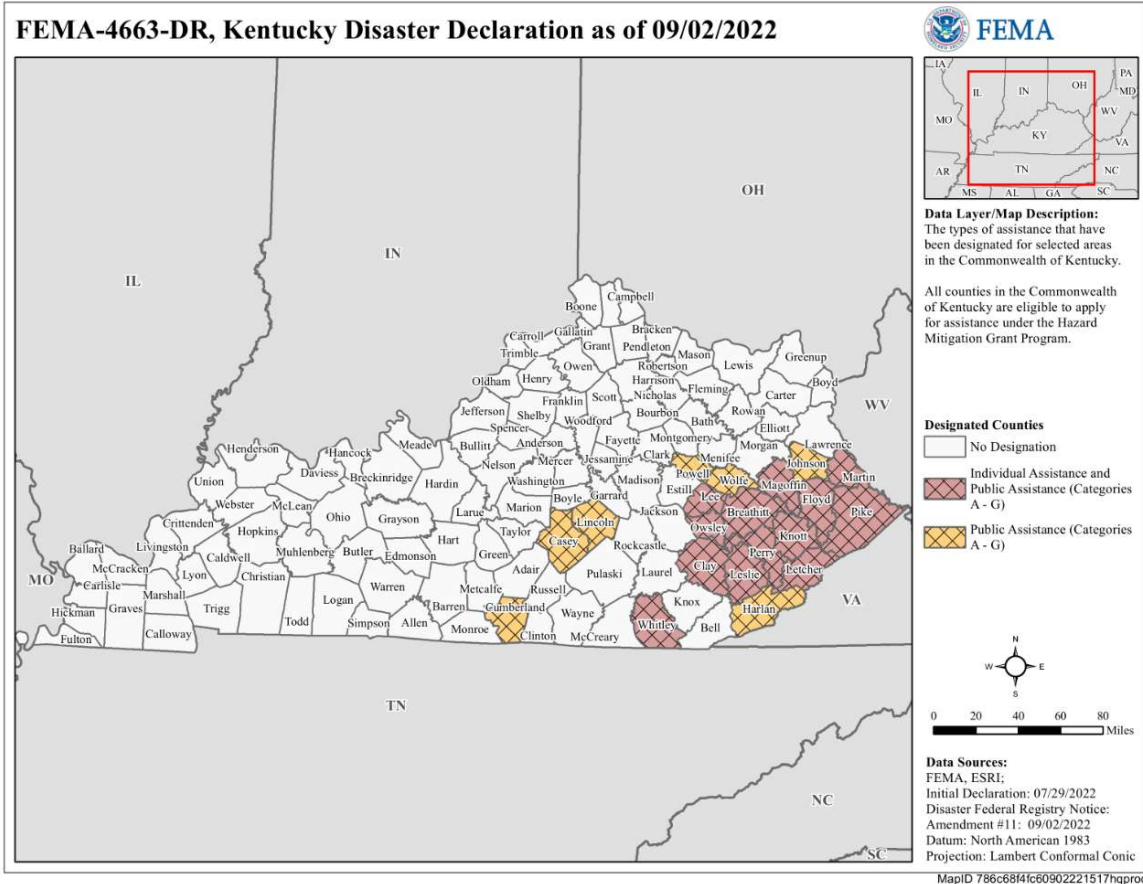 FEMA-4663-DR, Kentucky Disaster Declaration as of 09/02/2022
FEMA
IA
IL
IN
OH
PA
MD
MO
WV
KY
VA
AR
TN
NC
MS
AL
GA
SC
Data Layer/Map Description:
The types of assistance that have
been designated for selected areas
in the Commonwealth of Kentucky.
All counties in the Commonwealth
of Kentucky are eligible to apply
for assistance under the Hazard
Mitigation Grant Program.
Designated Counties
No Designation
Individual Assistance and
Public Assistance (Categories
A - G)
Public Assistance (Categories
A - G)
N
W
E
S
0 20 40 60 80
Miles
Data Sources:
FEMA, ESRI;
Initial Declaration: 07/29/2022
Disaster Federal Registry Notice:
Amendment #11: 09/02/2022
Datum: North American 1983
Projection: Lambert Conformal Conic
MapID 786c68f4fc60902221517hqprod
OH
IN
IL
WV
MO
VA
TN
NC
SC
Boone
Campbell
Carroll
Gallatin
Bracken
Trimble
Grant
Pendleton
Mason
Owen
Robertson
Lewis
Greenup
Oldham
Henry
Harrison
Fleming
Boyd
Franklin
Scott
Nicholas
Carter
Jefferson
Shelby
Bourbon
Rowan
Spencer
Woodford
Bath
Elliott
Henderson
Hancock
Meade
Bullitt
Anderson
Fayette
Montgomery
Morgan
Lawrence
Daviess
Breckinridge
Nelson
Mercer
Jessamine
Clark
Menifee
Johnson
Union
Hardin
Washington
Madison
Powell
Wolfe
Magoffin
Martin
Webster
McLean
Boyle
Garrard
Estill
Lee
Floyd
Crittenden
Hopkins
Ohio
Grayson
Larue
Marion
Lincoln
Jackson
Breathitt
Pike
Livingston
Hart
Taylor
Casey
Owsley
Knott
Ballard
Caldwell
Muhlenberg
Butler
Edmonson
Green
Rockcastle
Perry
McCracken
Adair
Clay
Letcher
Carlisle
Lyon
Christian
Pulaski
Laurel
Leslie
Marshall
Warren
Metcalfe
Russell
Hickman
Graves
Trigg
Logan
Barren
Cumberland
Wayne
Knox
Harlan
Fulton
Calloway
Todd
Simpson
Allen
Monroe
Clinton
McCreary
Whitley
Bell